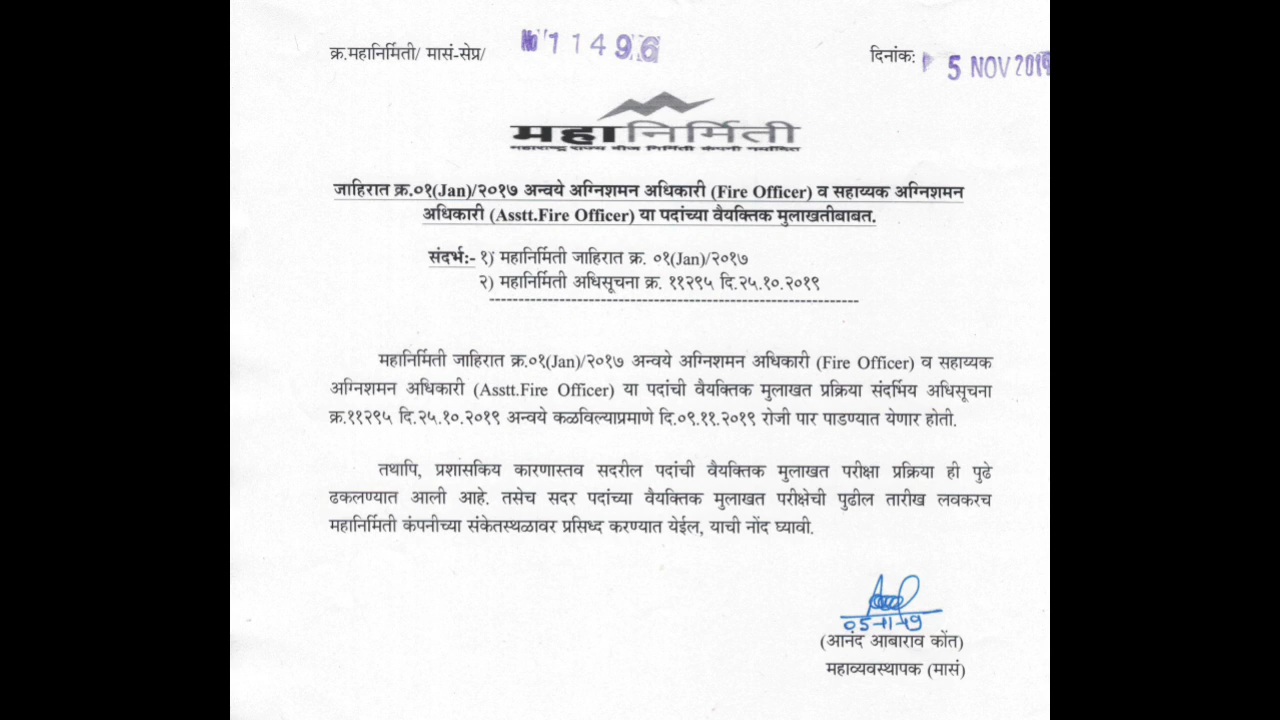 क्र.महानिर्मिती/ मासं-सेप्र/ № 11496 दिनांक: 5 NOV 2019
महानिर्मिती
महाराष्ट्र राज्य वीज निर्मिती कंपनी मर्यादित
जाहिरात क्र.०१(Jan)/२०१७ अन्वये अग्निशमन अधिकारी (Fire Officer) व सहाय्यक अग्निशमन
अधिकारी (Asstt.Fire Officer) या पदांच्या वैयक्तिक मुलाखतीबाबत.
संदर्भ:- १) महानिर्मिती जाहिरात क्र. ०१(Jan)/२०१७
२) महानिर्मिती अधिसूचना क्र. ११२९५ दि.२५.१०.२०१९
महानिर्मिती जाहिरात क्र.०१(Jan)/२०१७ अन्वये अग्निशमन अधिकारी (Fire Officer) व सहाय्यक
अग्निशमन अधिकारी (Asstt.Fire Officer) या पदांची वैयक्तिक मुलाखत प्रक्रिया संदर्भिय अधिसूचना
क्र.११२९५ दि.२५.१०.२०१९ अन्वये कळविल्याप्रमाणे दि.०९.११.२०१९ रोजी पार पाडण्यात येणार होती.
तथापि, प्रशासकिय कारणास्तव सदरील पदांची वैयक्तिक मुलाखत परीक्षा प्रक्रिया ही पुढे
ढकलण्यात आली आहे. तसेच सदर पदांच्या वैयक्तिक मुलाखत परीक्षेची पुढील तारीख लवकरच
महानिर्मिती कंपनीच्या संकेतस्थळावर प्रसिध्द करण्यात येईल, याची नोंद घ्यावी.
05-11-19
(आनंद आबाराव कोंत)
महाव्यवस्थापक (मासं)